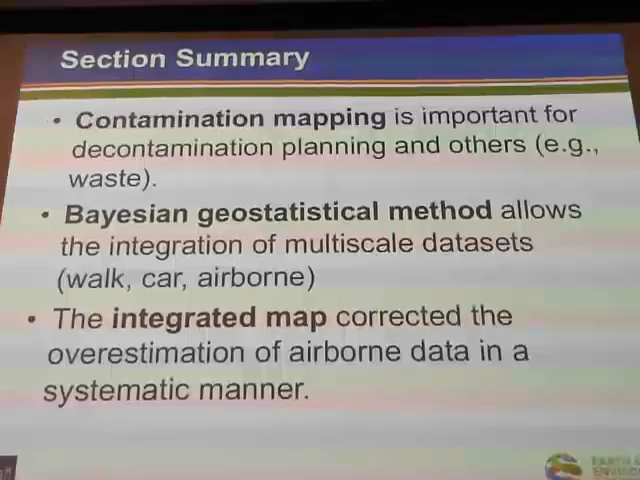 Section Summary
• Contamination mapping is important for
decontamination planning and others (e.g.,
waste).
• Bayesian geostatistical method allows
the integration of multiscale datasets
(walk, car, airborne)
• The integrated map corrected the
overestimation of airborne data in a
systematic manner.
EARTH &